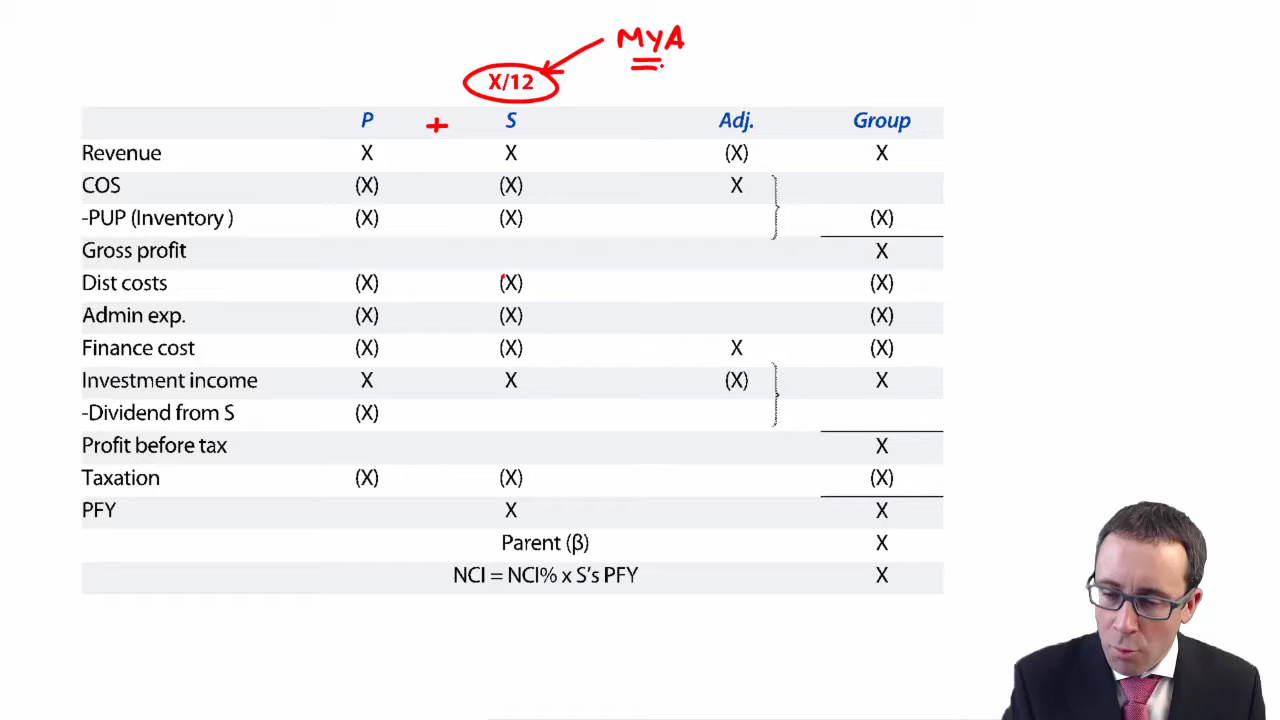 MYA
X/12
P + S Adj. Group
Revenue X X (X) X
COS (X) (X) X
-PUP (Inventory ) (X) (X) (X)
Gross profit X
Dist costs (X) (X) (X)
Admin exp. (X) (X) (X)
Finance cost (X) (X) X (X)
Investment income X X (X) X
-Dividend from S (X)
Profit before tax X
Taxation (X) (X) (X)
PFY X X
Parent (β) X
NCI = NCI% x S's PFY X